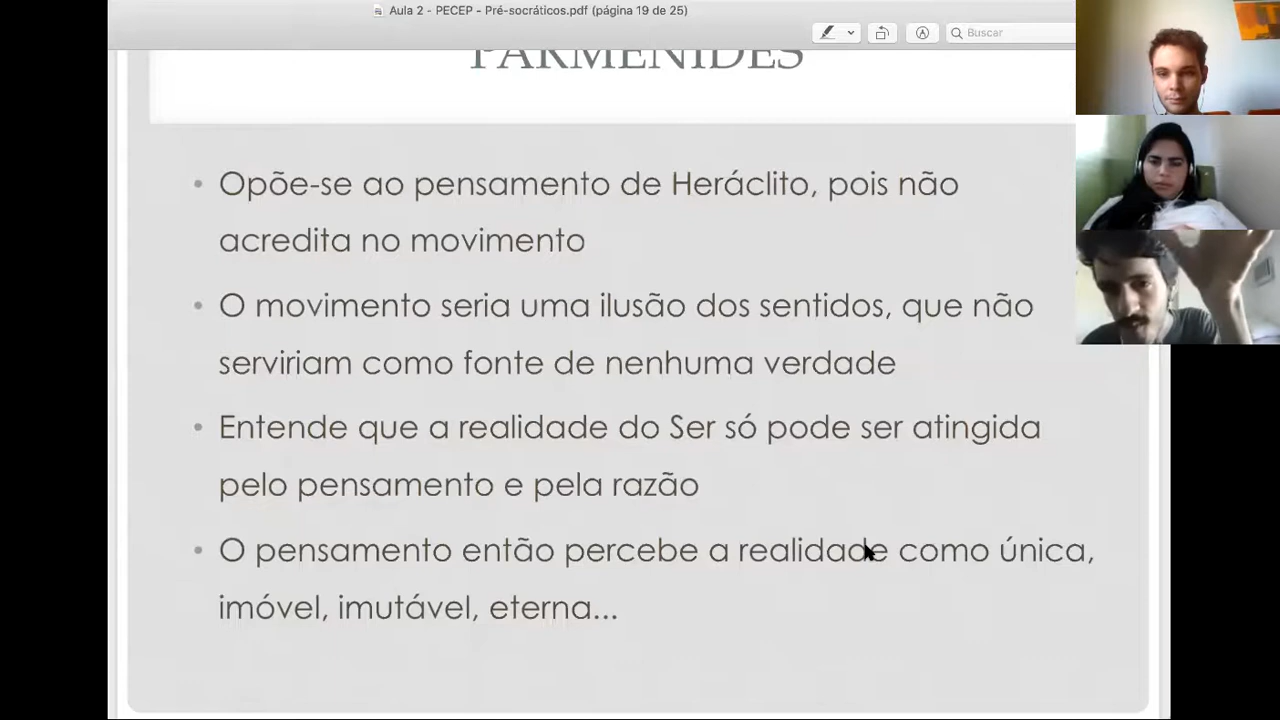 Aula 2 - PECEP - Pré-socráticos.pdf (página 19 de 25)
Buscar
PARMÊNIDES
• Opõe-se ao pensamento de Heráclito, pois não
acredita no movimento
• O movimento seria uma ilusão dos sentidos, que não
serviriam como fonte de nenhuma verdade
• Entende que a realidade do Ser só pode ser atingida
pelo pensamento e pela razão
• O pensamento então percebe a realidade como única,
imóvel, imutável, eterna...